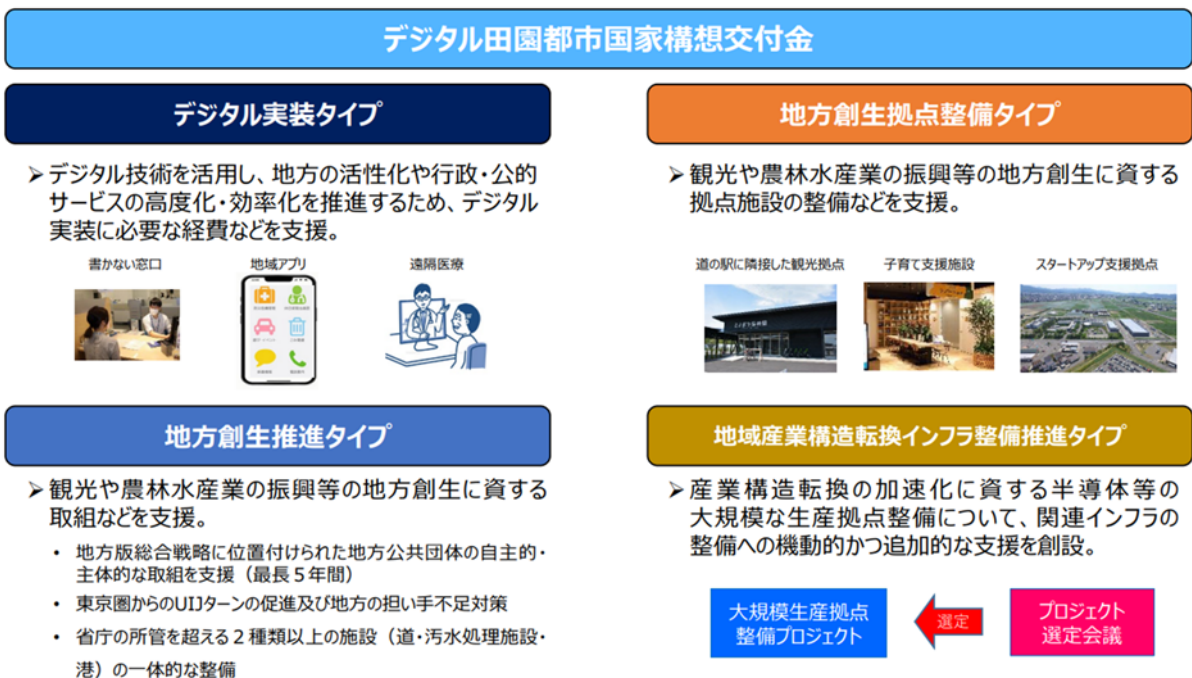 デジタル田園都市国家構想交付金
デジタル実装タイプ
➢デジタル技術を活用し、地方の活性化や行政・公的
サービスの高度化・効率化を推進するため、デジタル
実装に必要な経費などを支援。
書かない窓口
地域アプリ
遠隔医療
地方創生拠点整備タイプ
➢観光や農林水産業の振興等の地方創生に資する
拠点施設の整備などを支援。
道の駅に隣接した観光拠点
子育て支援施設
スタートアップ支援拠点
地方創生推進タイプ
➢観光や農林水産業の振興等の地方創生に資する
取組などを支援。
• 地方版総合戦略に位置付けられた地方公共団体の自主的・
主体的な取組を支援（最長５年間）
• 東京圏からのUIJターンの促進及び地方の担い手不足対策
• 省庁の所管を超える２種類以上の施設（道・汚水処理施設・
港）の一体的な整備
地域産業構造転換インフラ整備推進タイプ
➢産業構造転換の加速化に資する半導体等の
大規模な生産拠点整備について、関連インフラの
整備への機動的かつ追加的な支援を創設。
大規模生産拠点
整備プロジェクト
選定
プロジェクト
選定会議